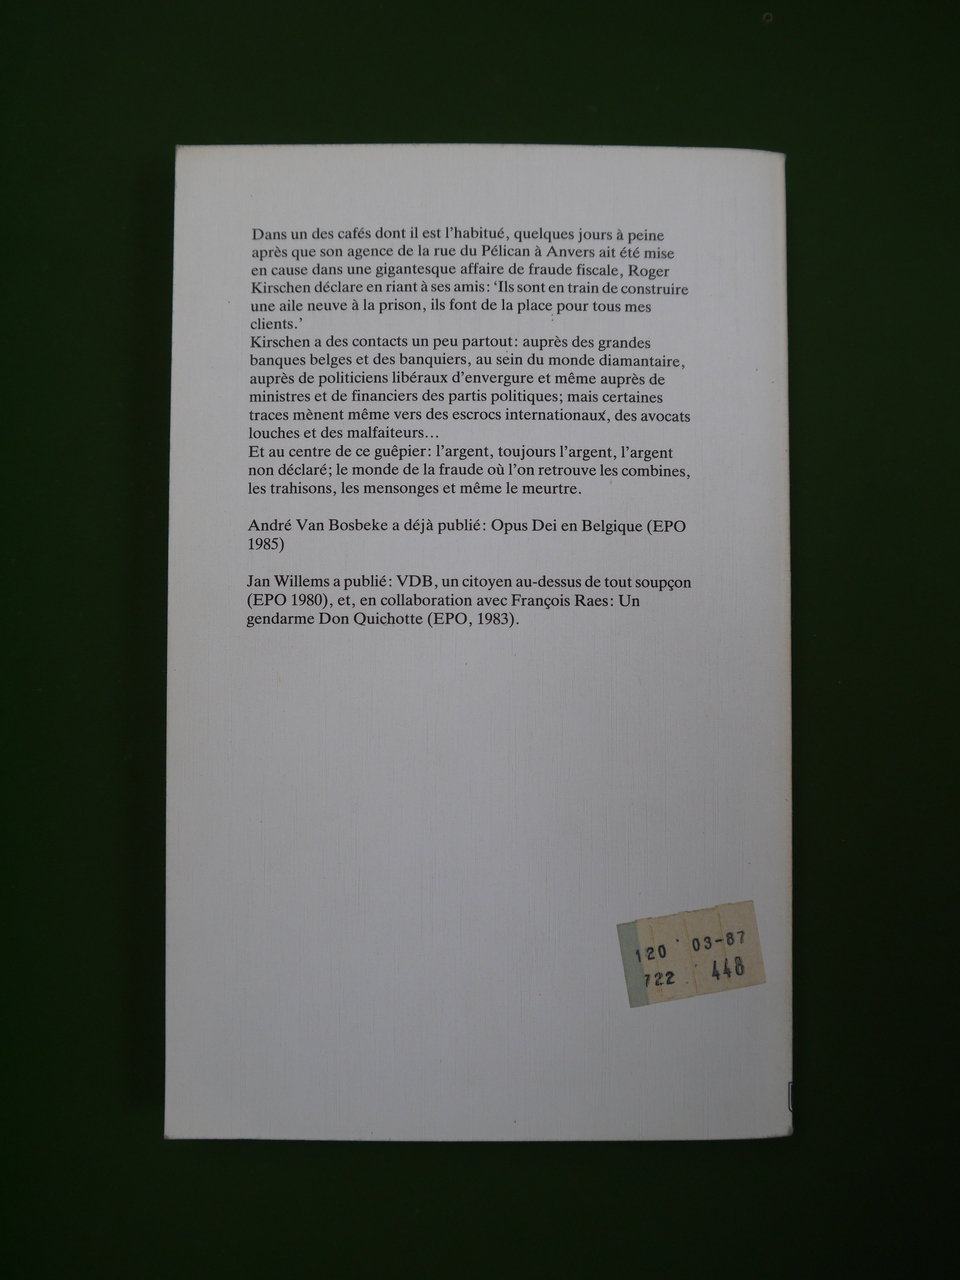 Dans un des cafés dont il est l'habitué, quelques jours à peine
après que son agence de la rue du Pélican à Anvers ait été mise
en cause dans une gigantesque affaire de fraude fiscale, Roger
Kirschen déclare en riant à ses amis: 'Ils sont en train de construire
une aile neuve à la prison, ils font de la place pour tous mes
clients.'
Kirschen a des contacts un peu partout: auprès des grandes
banques belges et des banquiers, au sein du monde diamantaire,
auprès de politiciens libéraux d'envergure et même auprès de
ministres et de financiers des partis politiques; mais certaines
traces mènent même vers des escrocs internationaux, des avocats
louches et des malfaiteurs...
Et au centre de ce guêpier: l'argent, toujours l'argent, l'argent
non déclaré; le monde de la fraude où l'on retrouve les combines,
les trahisons, les mensonges et même le meurtre.
André Van Bosbeke a déjà publié: Opus Dei en Belgique (EPO
1985)
Jan Willems a publié: VDB, un citoyen au-dessus de tout soupçon
(EPO 1980), et, en collaboration avec François Raes: Un
gendarme Don Quichotte (EPO, 1983).
120 03-87
722 448